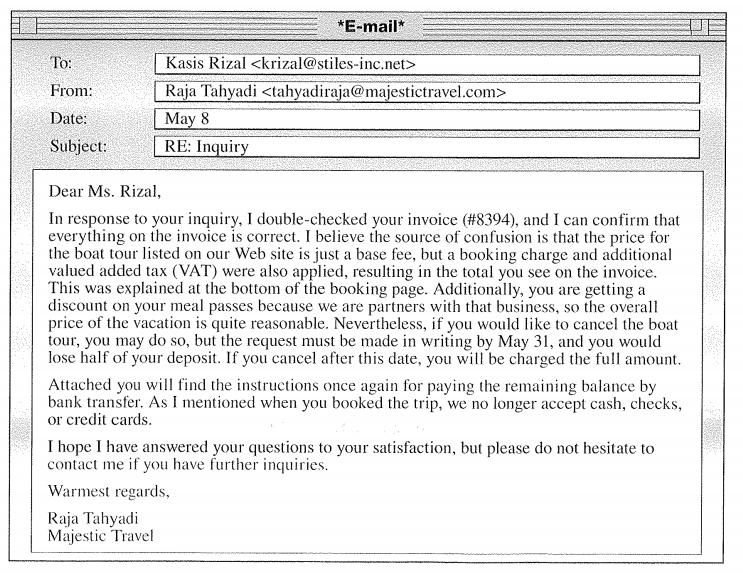 *E-mail*
To: Kasis Rizal <krizal@stiles-inc.net>
From: Raja Tahyadi <tahyadiraja@majestictravel.com>
Date: May 8
Subject: RE: Inquiry
Dear Ms. Rizal,
In response to your inquiry, I double-checked your invoice (#8394), and I can confirm that
everything on the invoice is correct. I believe the source of confusion is that the price for
the boat tour listed on our Web site is just a base fee, but a booking charge and additional
valued added tax (VAT) were also applied, resulting in the total you see on the invoice.
This was explained at the bottom of the booking page. Additionally, you are getting a
discount on your meal passes because we are partners with that business, so the overall
price of the vacation is quite reasonable. Nevertheless, if you would like to cancel the boat
tour, you may do so, but the request must be made in writing by May 31, and you would
lose half of your deposit. If you cancel after this date, you will be charged the full amount.
Attached you will find the instructions once again for paying the remaining balance by
bank transfer. As I mentioned when you booked the trip, we no longer accept cash, checks,
or credit cards.
I hope I have answered your questions to your satisfaction, but please do not hesitate to
contact me if you have further inquiries.
Warmest regards,
Raja Tahyadi
Majestic Travel